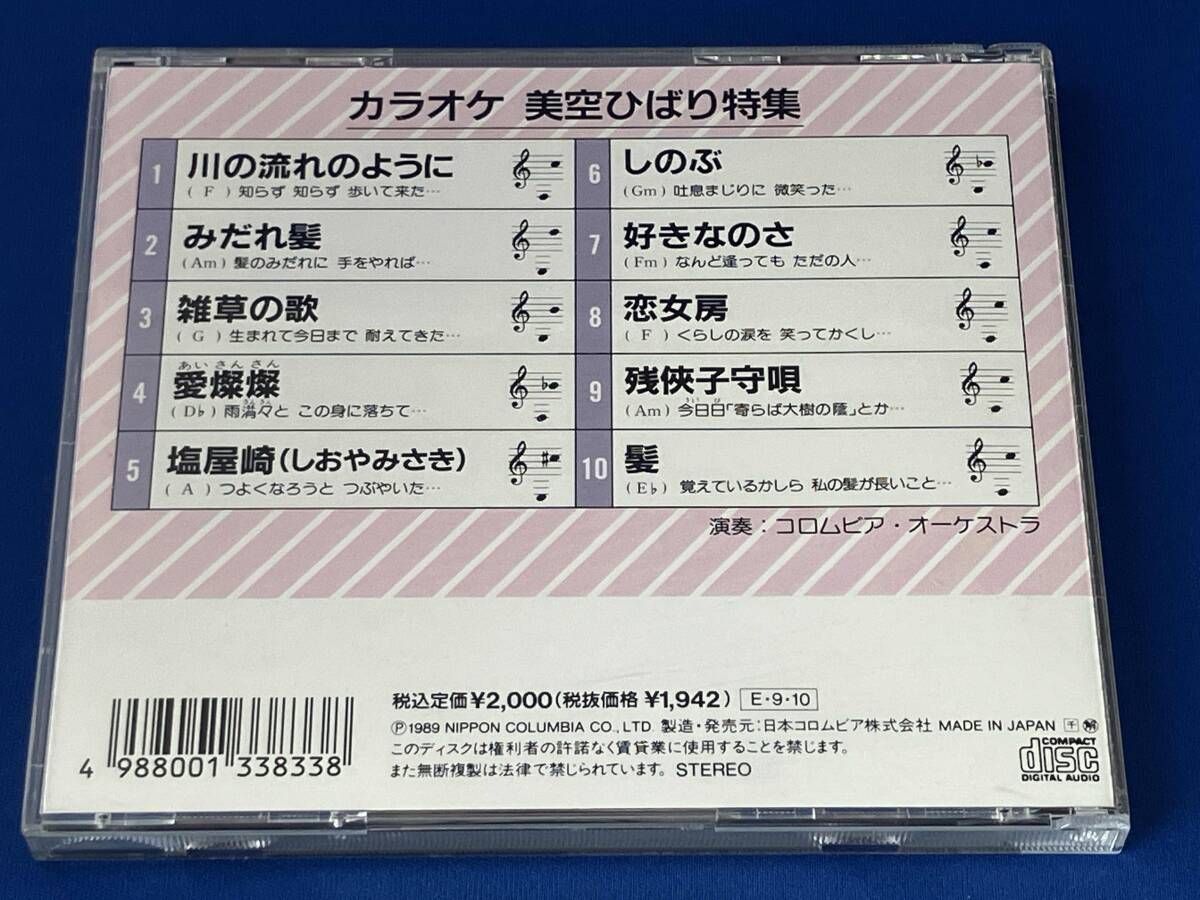 カラオケ 美空ひばり特集
1 川の流れのように
(F) 知らず 知らず 歩いて来た…
2 みだれ髪
(Am) 髪のみだれに 手をやれば…
3 雑草の歌
(G) 生まれて今日まで 耐えてきた…
あいさんさん
4 愛燦燦
(D♭) 雨潸々と この身に落ちて…
5 塩屋崎(しおやみさき)
(A) つよくなろうと つぶやいた…
6 しのぶ
(Gm) 吐息まじりに 微笑った…
7 好きなのさ
(Fm) なんど逢っても ただの人…
8 恋女房
(F) くらしの涙を 笑ってかくし…
9 残侠子守唄
(Am) 今日日「寄らば大樹の蔭」とか…
10 髪
(E♭) 覚えているかしら 私の髪が長いこと…
演奏:コロムビア・オーケストラ
税込定価¥2,000(税抜価格 ¥1,942) E・9・10
Ⓟ1989 NIPPON COLUMBIA CO., LTD. 製造・発売元:日本コロムビア株式会社 MADE IN JAPAN
このディスクは権利者の許諾なく賃貸業に使用することを禁じます。
また無断複製は法律で禁じられています。 STEREO
4 988001 338338
COMPACT
disc
DIGITAL AUDIO